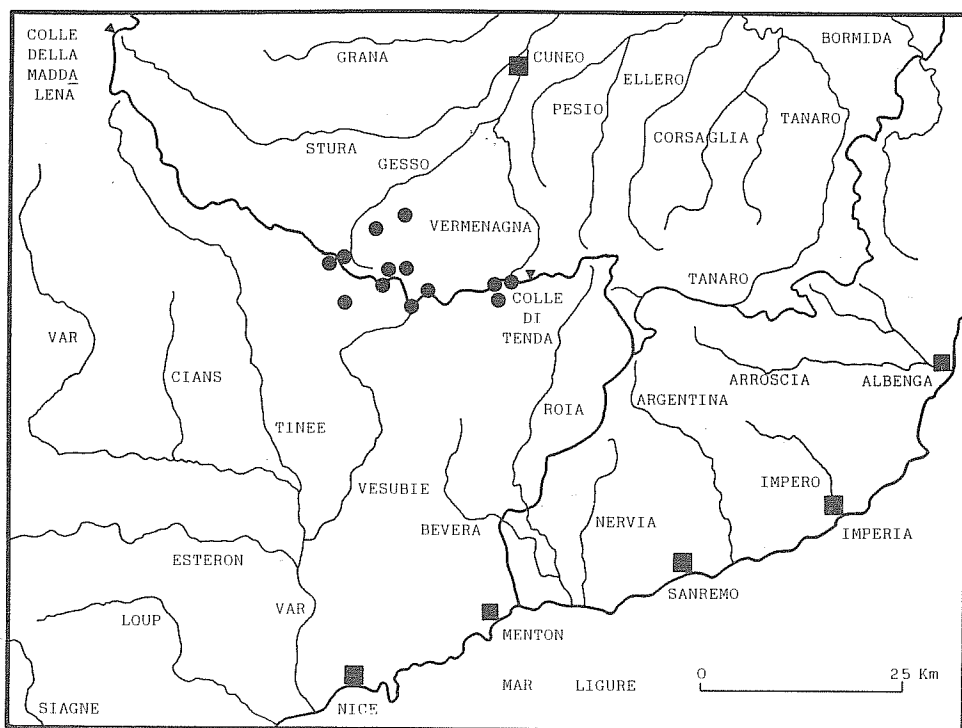 COLLE
DELLA
MADDA
LENA
GRANA
CUNEO
BORMIDA
ELLERO
PESIO
CORSAGLIA
TANARO
STURA
GESSO
VERMENAGNA
TANARO
COLLE
DI
TENDA
VAR
CIANS
ARROSCIA
ALBENGA
ARGENTINA
ROIA
TINEE
VESUBIE
IMPERO
BEVERA
NERVIA
IMPERIA
ESTERON
SANREMO
VAR
LOUP
MENTON
0 25 Km
MAR LIGURE
SIAGNE
NICE